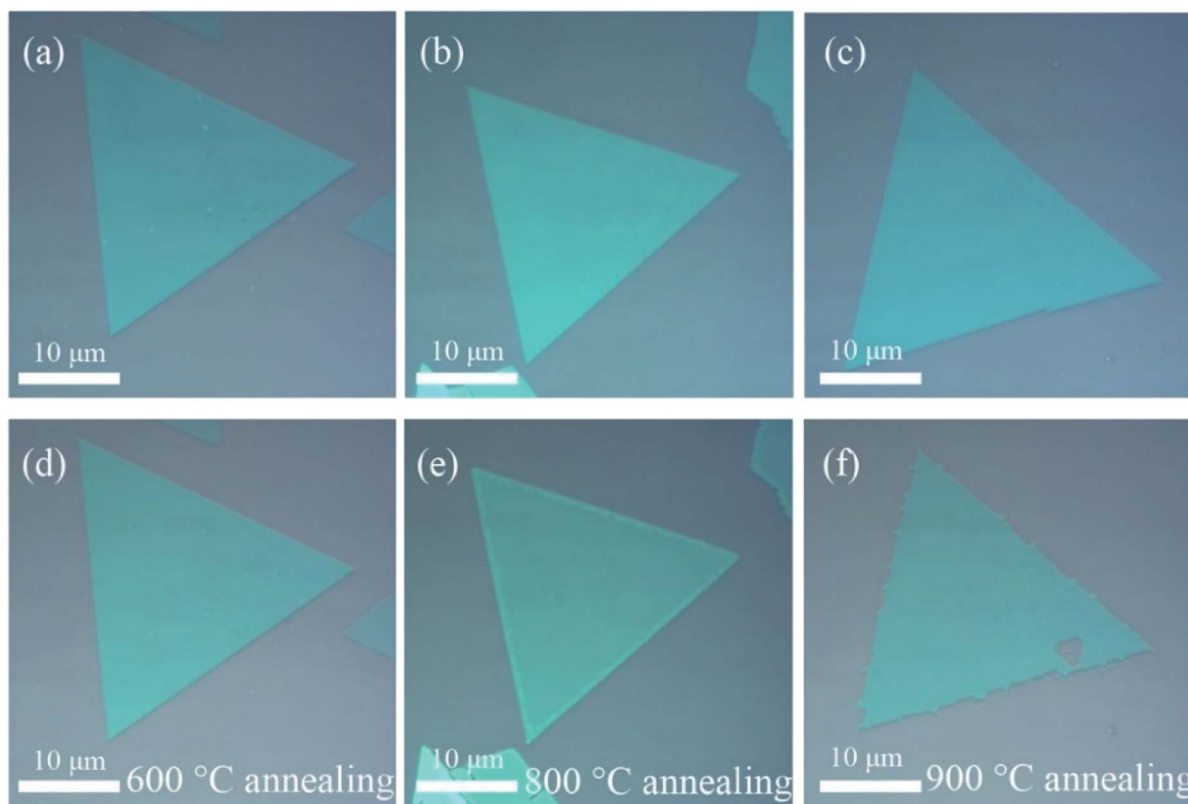 (a)
(b)
(c)
10 μm
10 μm
10 μm
(d)
(e)
(f)
10 μm
600 °C annealing
10 μm
800 °C annealing
10 μm
900 °C annealing